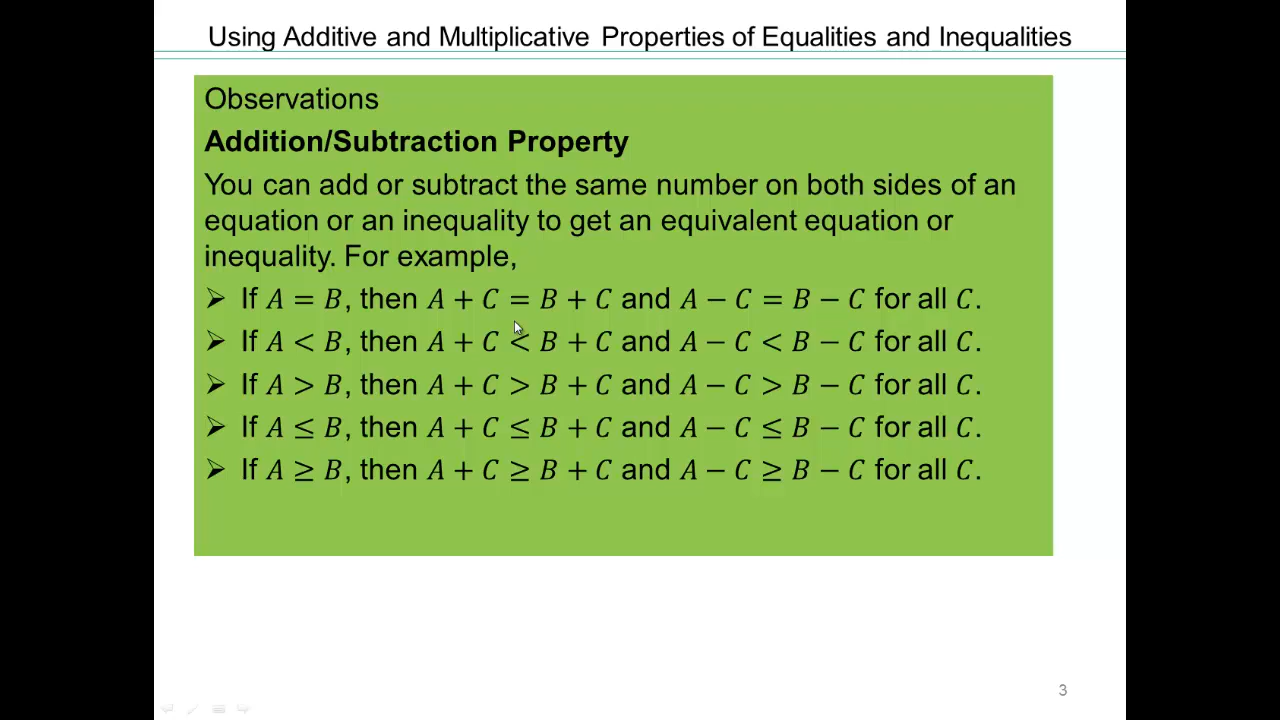 Using Additive and Multiplicative Properties of Equalities and Inequalities
Observations
Addition/Subtraction Property
You can add or subtract the same number on both sides of an
equation or an inequality to get an equivalent equation or
inequality. For example,
➢ If 𝐴 = 𝐵, then 𝐴 + 𝐶 = 𝐵 + 𝐶 and 𝐴 − 𝐶 = 𝐵 − 𝐶 for all 𝐶.
➢ If 𝐴 < 𝐵, then 𝐴 + 𝐶 < 𝐵 + 𝐶 and 𝐴 − 𝐶 < 𝐵 − 𝐶 for all 𝐶.
➢ If 𝐴 > 𝐵, then 𝐴 + 𝐶 > 𝐵 + 𝐶 and 𝐴 − 𝐶 > 𝐵 − 𝐶 for all 𝐶.
➢ If 𝐴 ≤ 𝐵, then 𝐴 + 𝐶 ≤ 𝐵 + 𝐶 and 𝐴 − 𝐶 ≤ 𝐵 − 𝐶 for all 𝐶.
➢ If 𝐴 ≥ 𝐵, then 𝐴 + 𝐶 ≥ 𝐵 + 𝐶 and 𝐴 − 𝐶 ≥ 𝐵 − 𝐶 for all 𝐶.
3